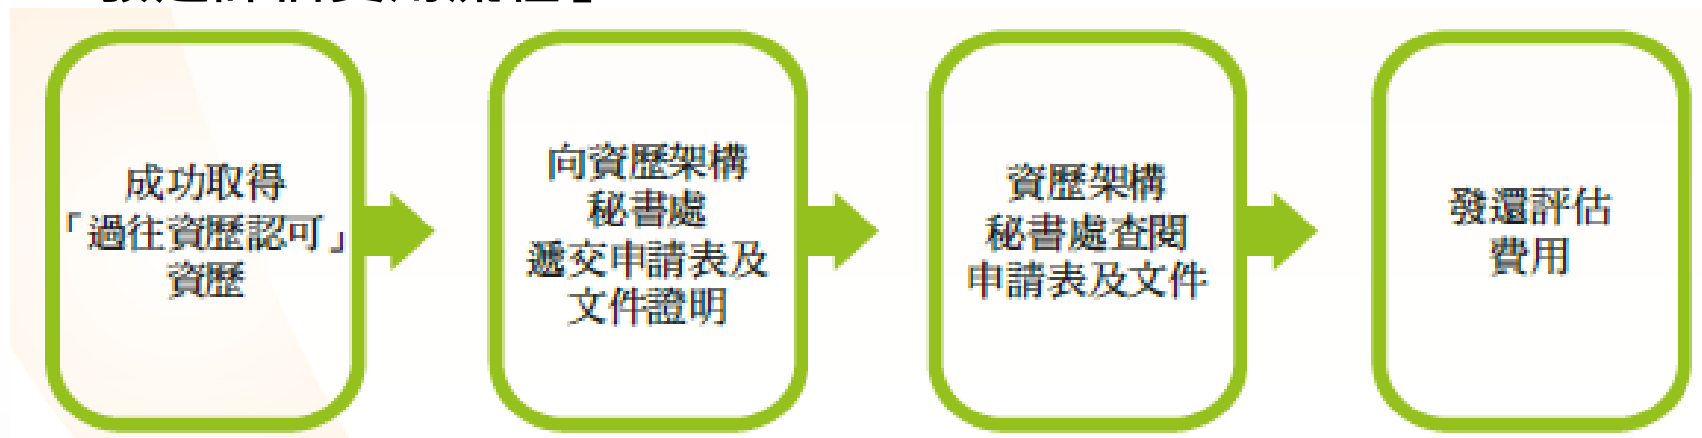 成功取得
「過往資歷認可」
資歷
向資歷架構
秘書處
遞交申請表及
文件證明
資歷架構
秘書處查閱
申請表及文件
發還評估
費用